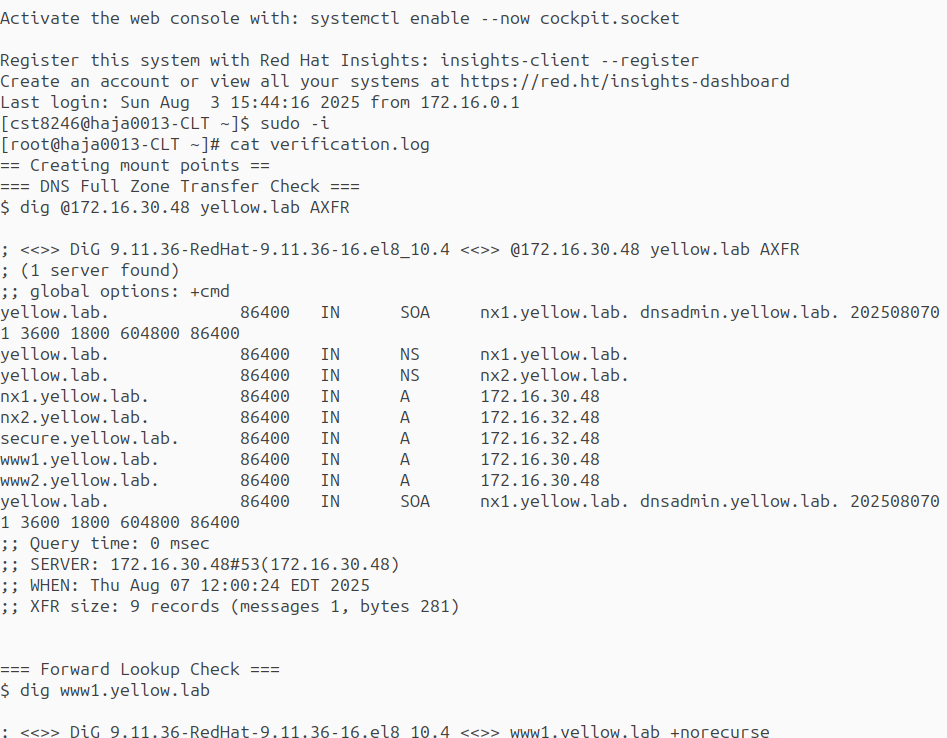 Activate the web console with: systemctl enable --now cockpit.socket
Register this system with Red Hat Insights: insights-client --register
Create an account or view all your systems at https://red.ht/insights-dashboard
Last login: Sun Aug  3 15:44:16 2025 from 172.16.0.1
[cst8246@haja0013-CLT ~]$ sudo -i
[root@haja0013-CLT ~]# cat verification.log
== Creating mount points ==
=== DNS Full Zone Transfer Check ===
$ dig @172.16.30.48 yellow.lab AXFR
; <<>> DiG 9.11.36-RedHat-9.11.36-16.el8_10.4 <<>> @172.16.30.48 yellow.lab AXFR
; (1 server found)
;; global options: +cmd
yellow.lab.             86400   IN      SOA     nx1.yellow.lab. dnsadmin.yellow.lab. 202508070
1 3600 1800 604800 86400
yellow.lab.             86400   IN      NS      nx1.yellow.lab.
yellow.lab.             86400   IN      NS      nx2.yellow.lab.
nx1.yellow.lab.         86400   IN      A       172.16.30.48
nx2.yellow.lab.         86400   IN      A       172.16.32.48
secure.yellow.lab.      86400   IN      A       172.16.32.48
www1.yellow.lab.        86400   IN      A       172.16.30.48
www2.yellow.lab.        86400   IN      A       172.16.30.48
yellow.lab.             86400   IN      SOA     nx1.yellow.lab. dnsadmin.yellow.lab. 202508070
1 3600 1800 604800 86400
;; Query time: 0 msec
;; SERVER: 172.16.30.48#53(172.16.30.48)
;; WHEN: Thu Aug 07 12:00:24 EDT 2025
;; XFR size: 9 records (messages 1, bytes 281)
=== Forward Lookup Check ===
$ dig www1.yellow.lab
; <<>> DiG 9.11.36-RedHat-9.11.36-16.el8_10.4 <<>> www1.yellow.lab +norecurse